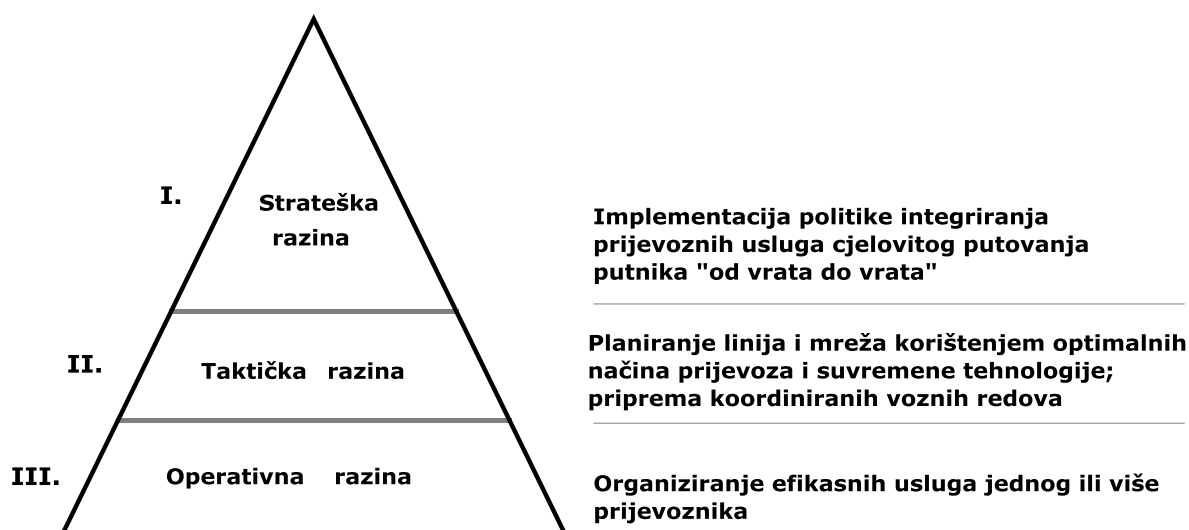 I.
Strateška
razina
Implementacija politike integriranja
prijevoznih usluga cjelovitog putovanja
putnika "od vrata do vrata"
II.
Taktička razina
Planiranje linija i mreža korištenjem optimalnih
načina prijevoza i suvremene tehnologije;
priprema koordiniranih voznih redova
III.
Operativna razina
Organiziranje efikasnih usluga jednog ili više
prijevoznika